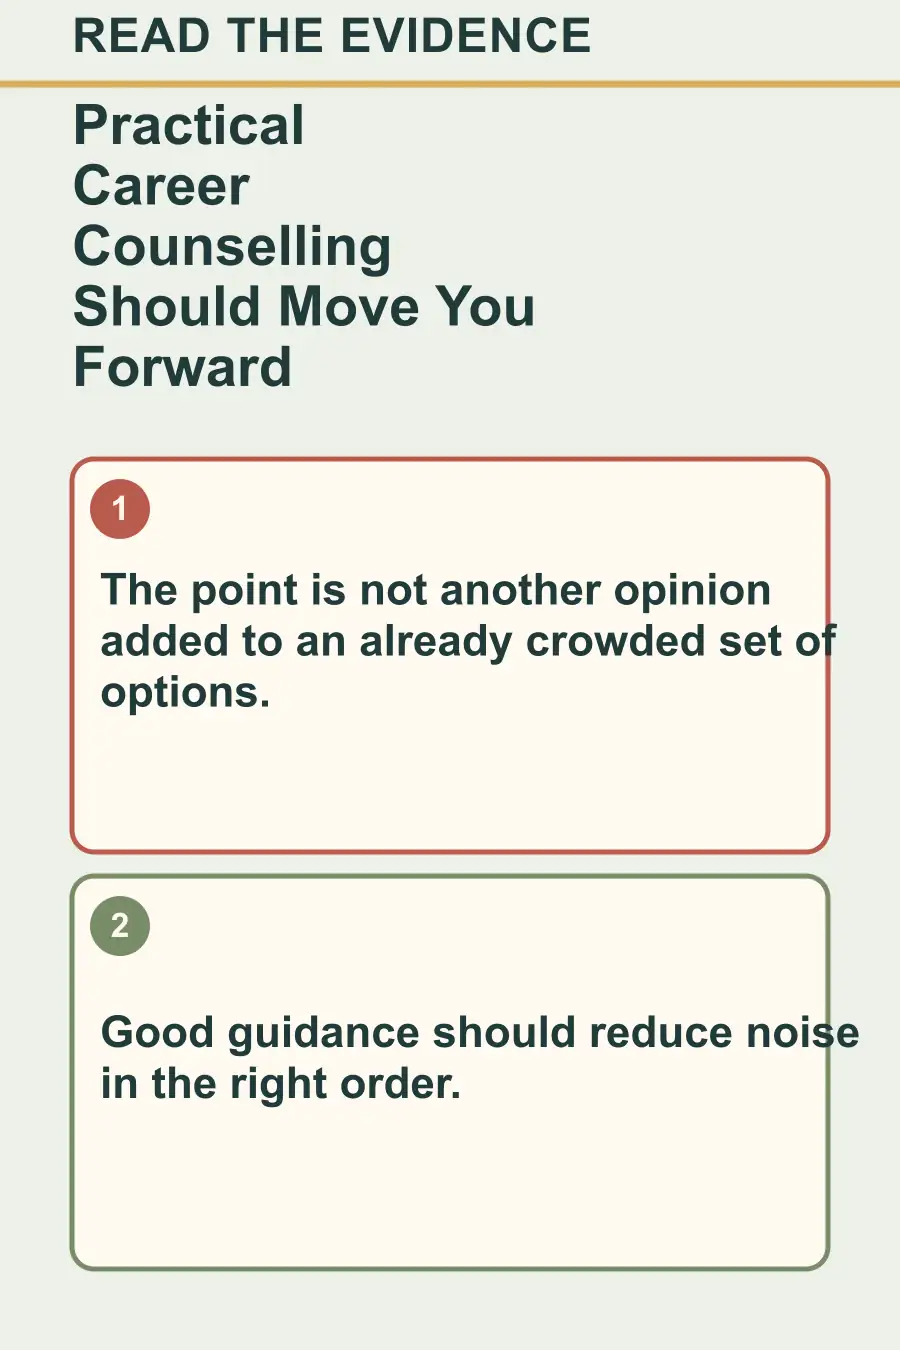 READ THE EVIDENCE
Practical
Career
Counselling
Should Move You
Forward
1
The point is not another opinion
added to an already crowded set of
options.
2
Good guidance should reduce noise
in the right order.